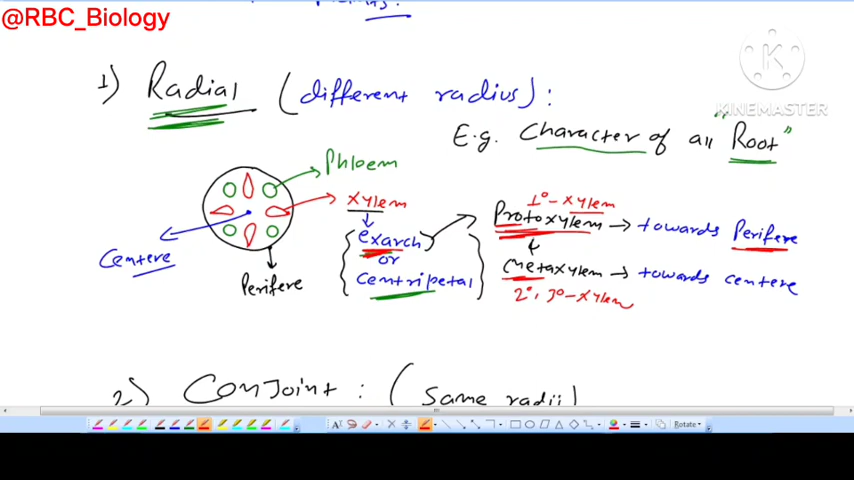 @RBC_Biology
1) Radial (different radius) :
KINEMASTER
E.g. Character of all "Root"
Phloem
xylem
exarch
or
Centripetal
1°-xylem
Protoxylem → towards Perifere
Metaxylem → towards centere
2°, 3°-xylem
Centere
Perifere
2) Conjoint : (same radii)
Rotate